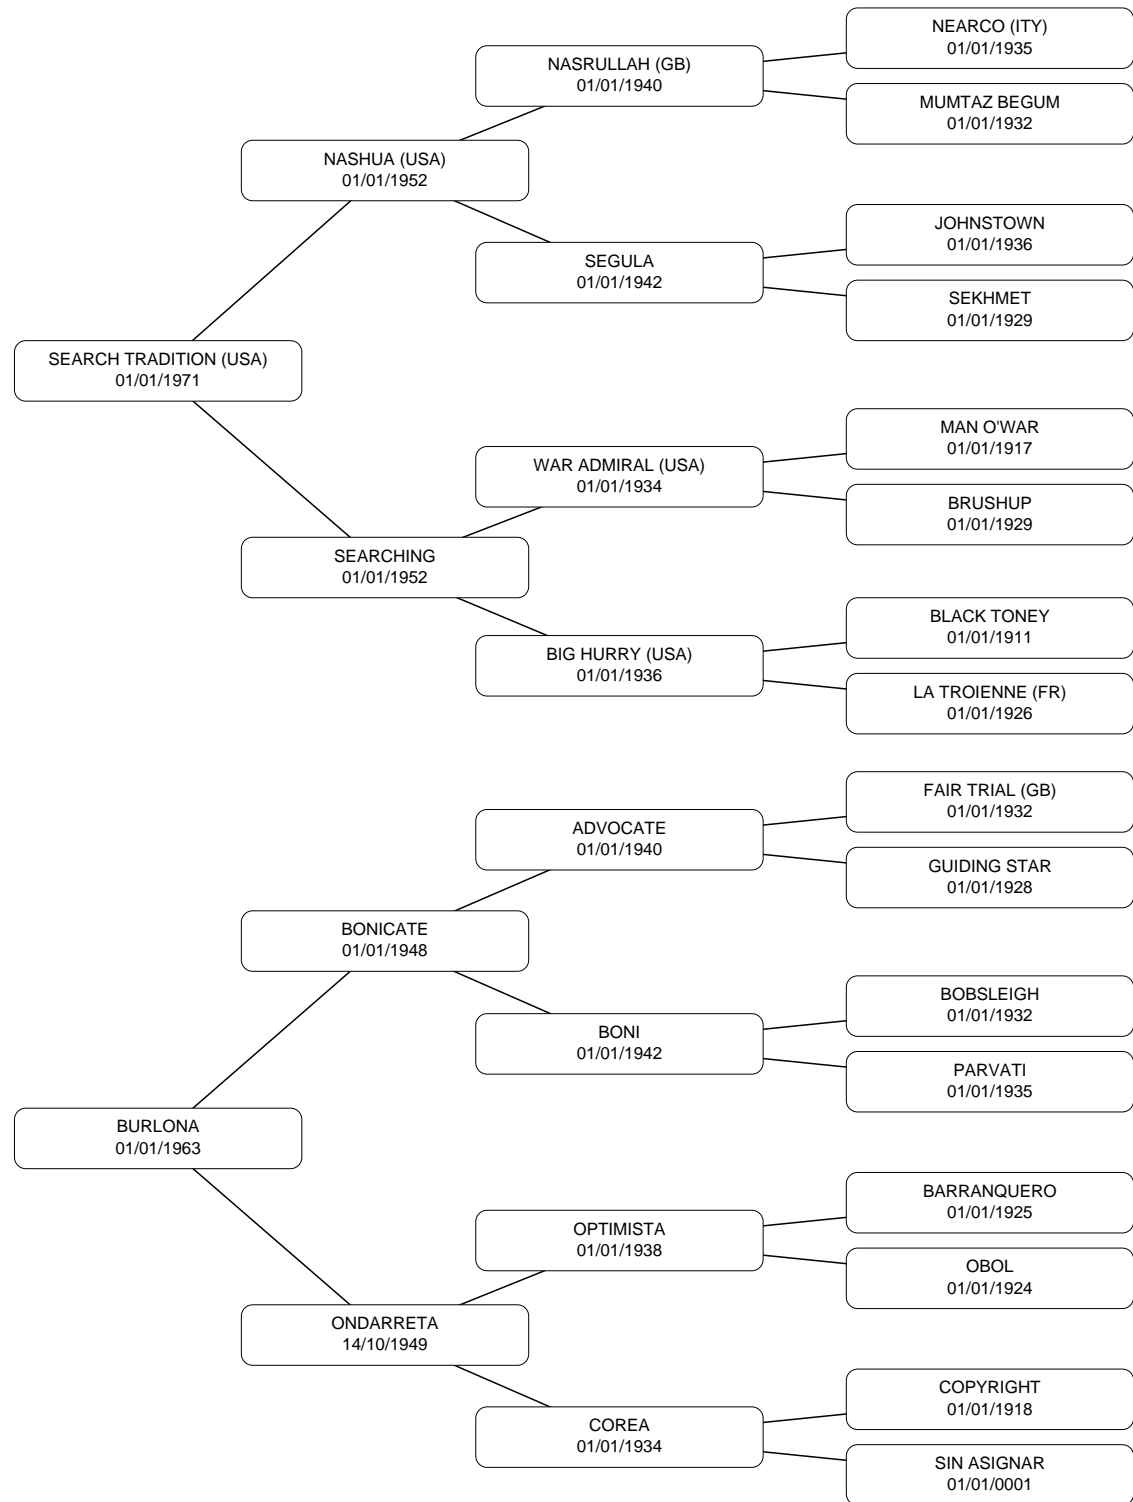 NEARCO (ITY)
01/01/1935
NASRULLAH (GB)
01/01/1940
MUMTAZ BEGUM
01/01/1932
NASHUA (USA)
01/01/1952
JOHNSTOWN
01/01/1936
SEGULA
01/01/1942
SEKHMET
01/01/1929
SEARCH TRADITION (USA)
01/01/1971
MAN O'WAR
01/01/1917
WAR ADMIRAL (USA)
01/01/1934
BRUSHUP
01/01/1929
SEARCHING
01/01/1952
BLACK TONEY
01/01/1911
BIG HURRY (USA)
01/01/1936
LA TROIENNE (FR)
01/01/1926
FAIR TRIAL (GB)
01/01/1932
ADVOCATE
01/01/1940
GUIDING STAR
01/01/1928
BONICATE
01/01/1948
BOBSLEIGH
01/01/1932
BONI
01/01/1942
PARVATI
01/01/1935
BURLONA
01/01/1963
BARRANQUERO
01/01/1925
OPTIMISTA
01/01/1938
OBOL
01/01/1924
ONDARRETA
14/10/1949
COPYRIGHT
01/01/1918
COREA
01/01/1934
SIN ASIGNAR
01/01/0001